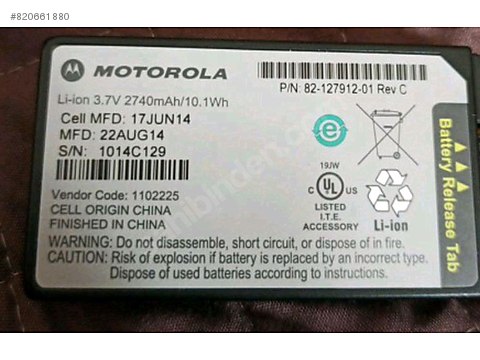 #820661880
MOTOROLA
P/N: 82-127912-01 Rev C
Li-ion 3.7V 2740mAh/10.1Wh
Cell MFD: 17JUN14
MFD: 22AUG14
S/N: 1014C129
Vendor Code: 1102225
CELL ORIGIN CHINA
FINISHED IN CHINA
19JW
C UL US
LISTED
I.T.E.
ACCESSORY
Li-ion
WARNING: Do not disassemble, short circuit, or dispose of in fire.
CAUTION: Risk of explosion if battery is replaced by an incorrect type.
Dispose of used batteries according to instructions.
Battery Release Tab